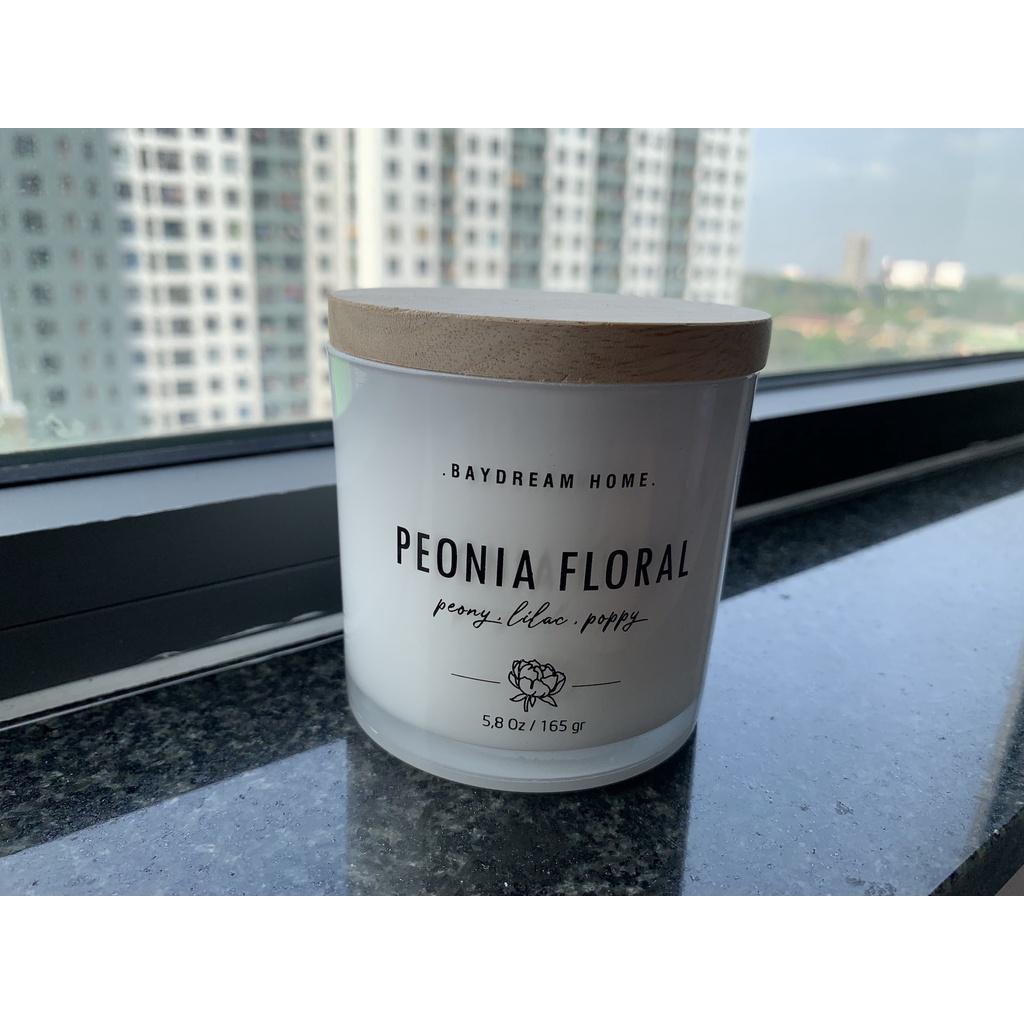 .BAYDREAM HOME.
PEONIA FLORAL
peony . lilac . poppy
5,8 Oz / 165 gr